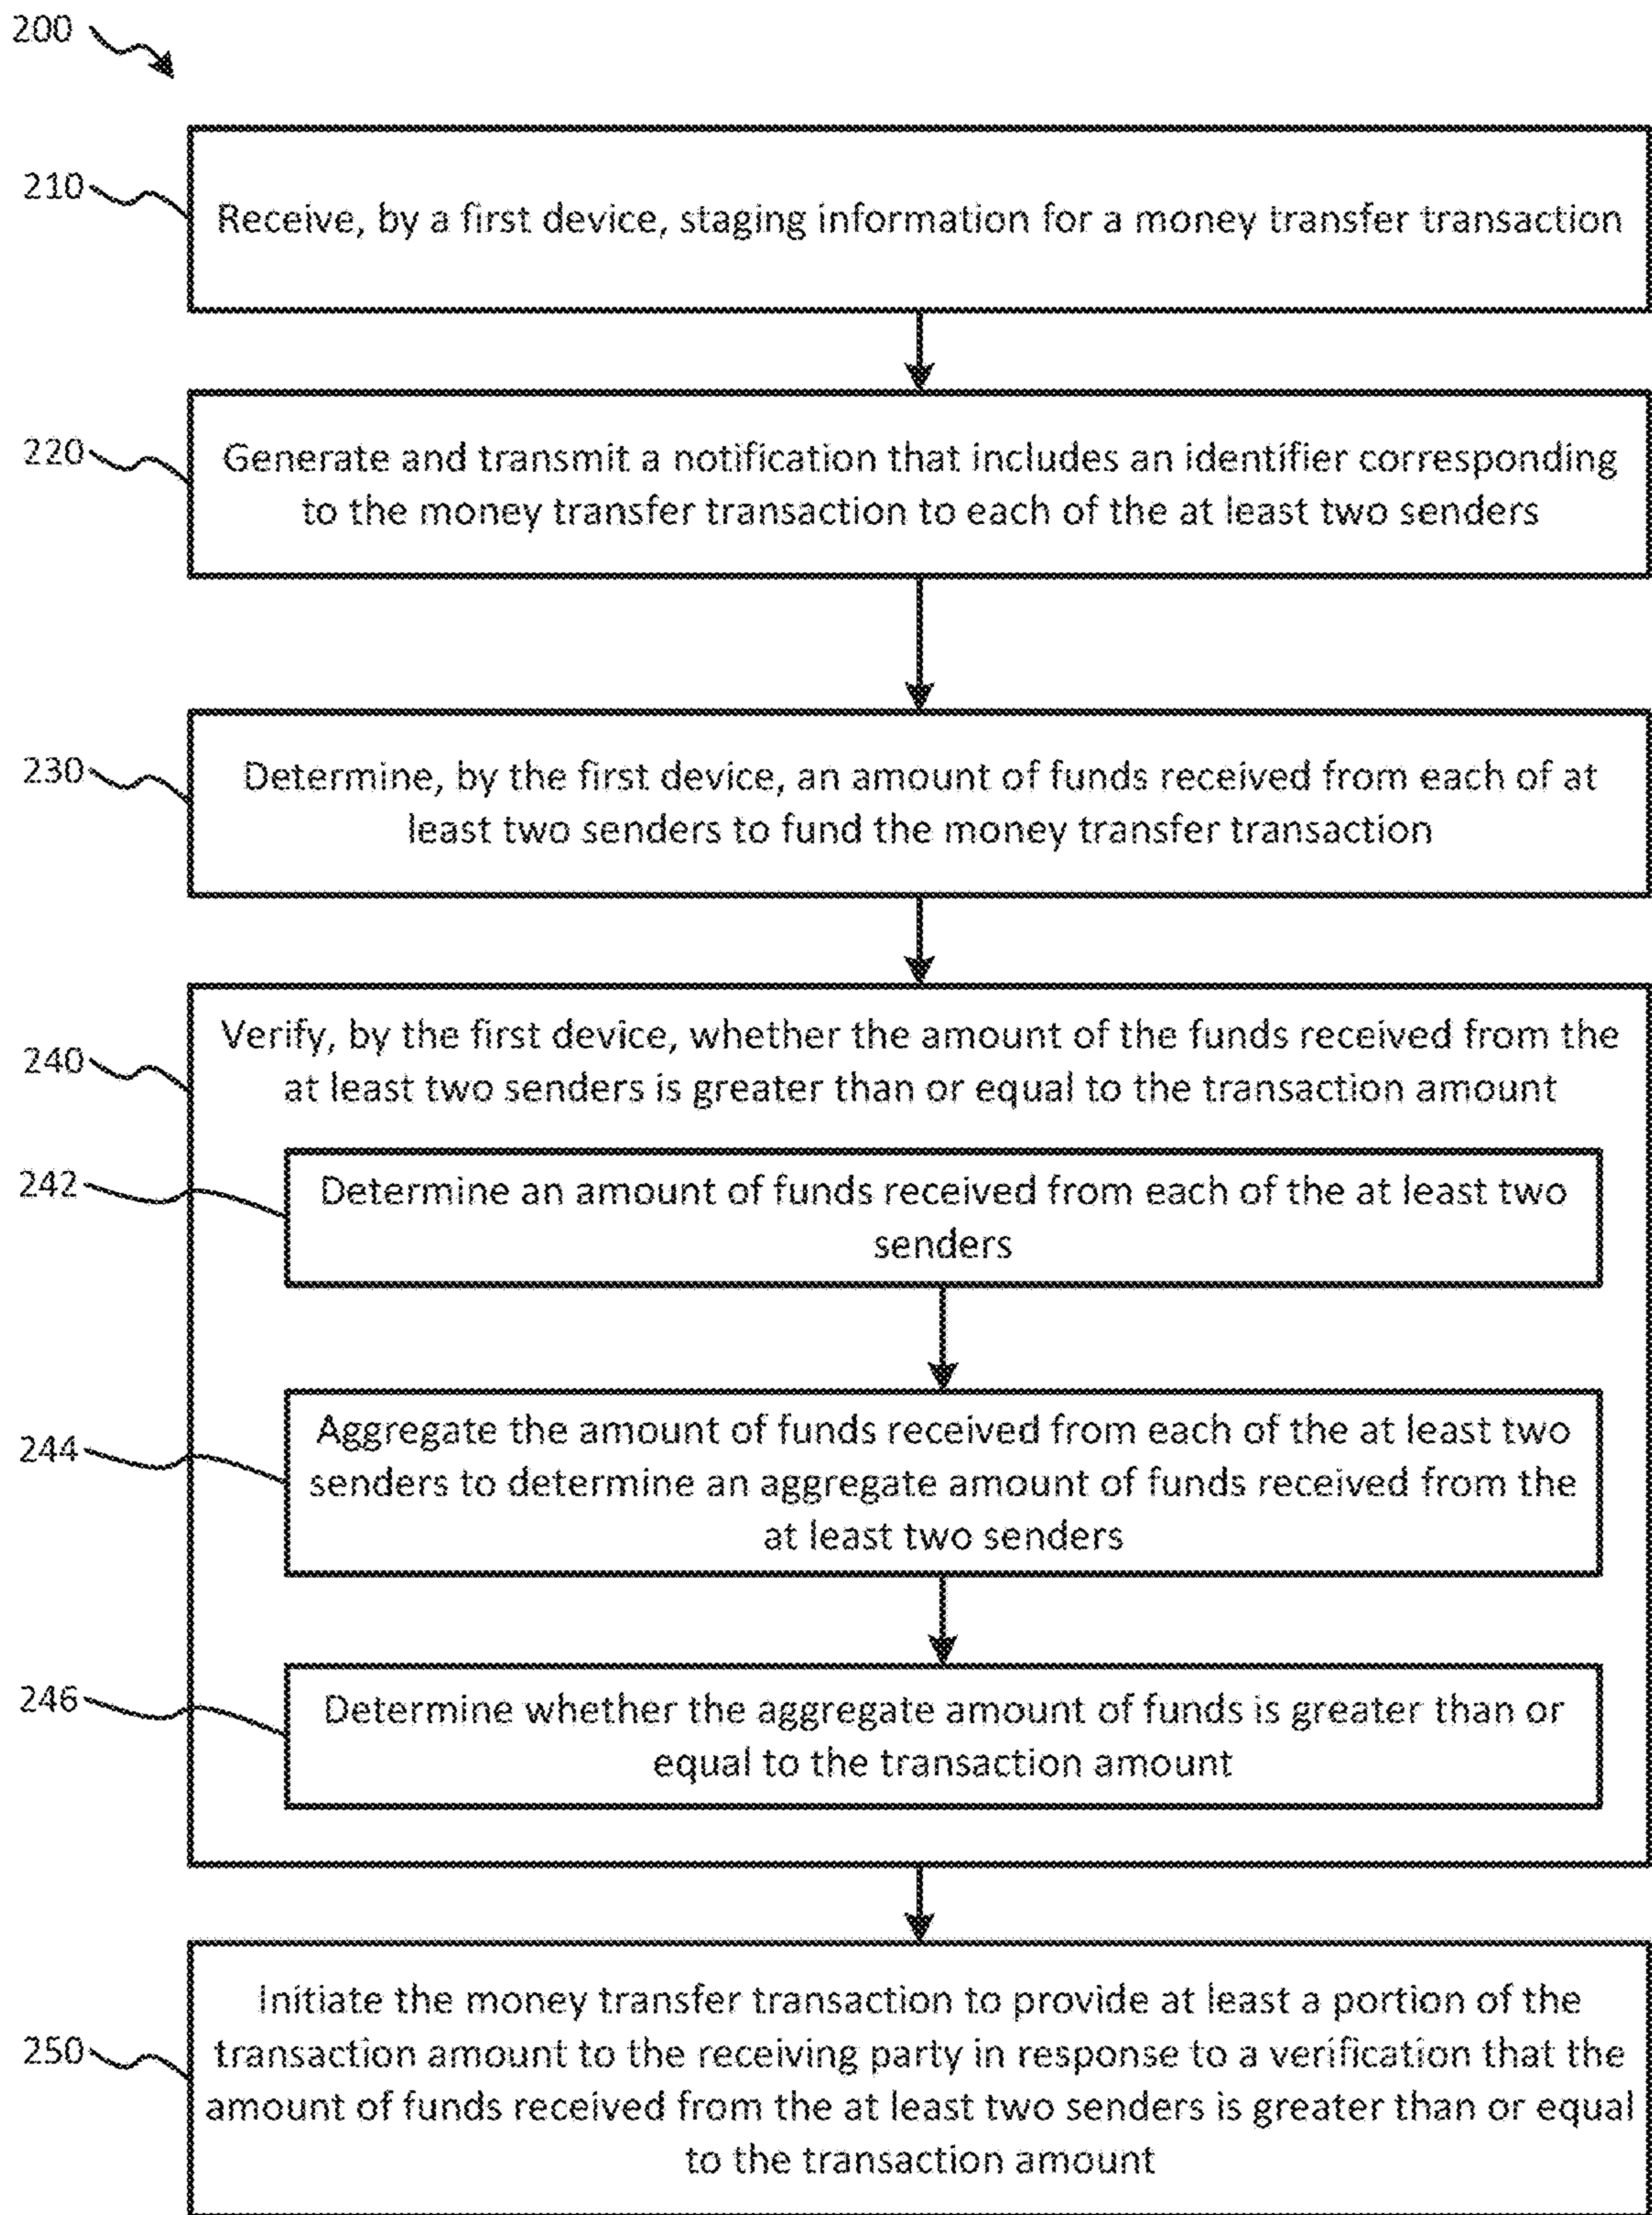 200
210
Receive, by a first device, staging information for a money transfer transaction
220
Generate and transmit a notification that includes an identifier corresponding
to the money transfer transaction to each of the at least two senders
230
Determine, by the first device, an amount of funds received from each of at
least two senders to fund the money transfer transaction
240
Verify, by the first device, whether the amount of the funds received from the
at least two senders is greater than or equal to the transaction amount
242
Determine an amount of funds received from each of the at least two
senders
244
Aggregate the amount of funds received from each of the at least two
senders to determine an aggregate amount of funds received from the
at least two senders
246
Determine whether the aggregate amount of funds is greater than or
equal to the transaction amount
250
Initiate the money transfer transaction to provide at least a portion of the
transaction amount to the receiving party in response to a verification that the
amount of funds received from the at least two senders is greater than or equal
to the transaction amount